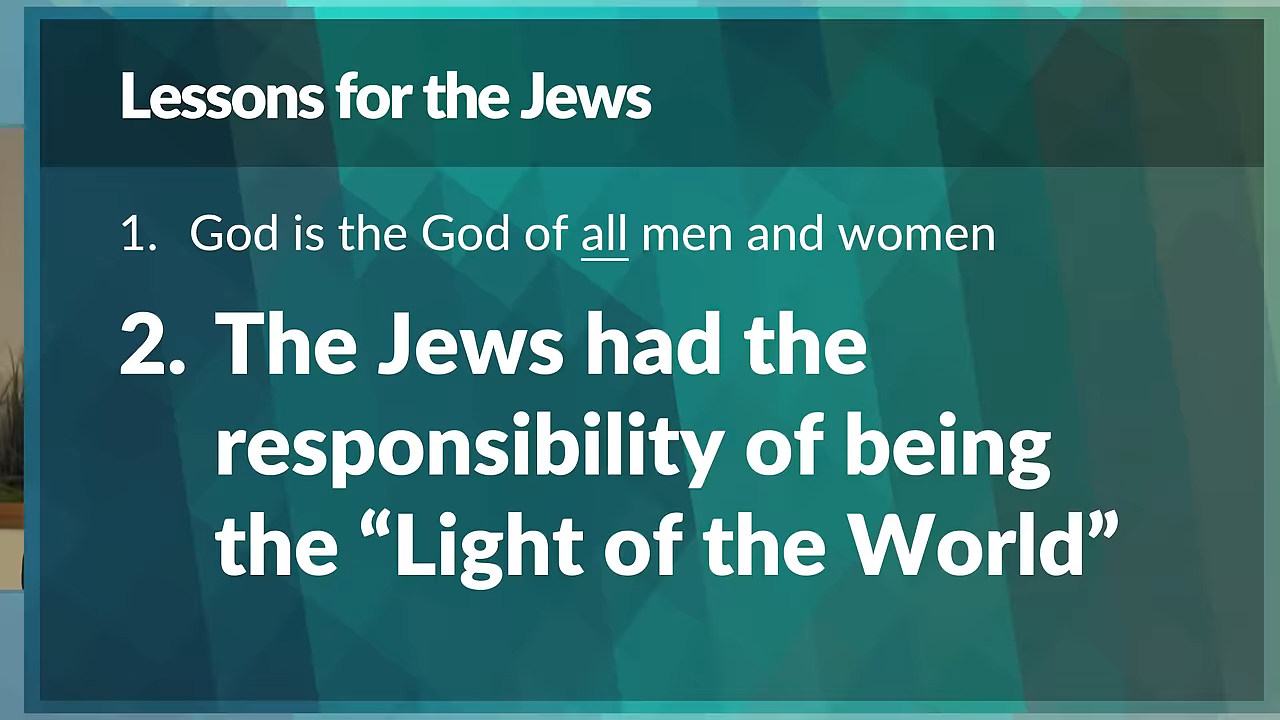 Lessons for the Jews
1. God is the God of all men and women
2. The Jews had the
responsibility of being
the “Light of the World”